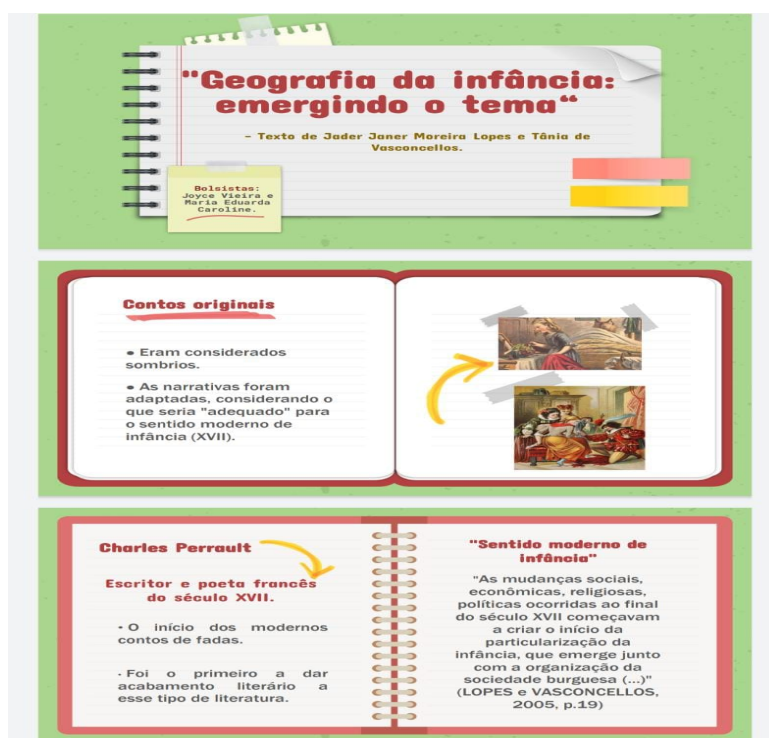 "Geografia da infância:
emergindo o tema“
- Texto de Jader Janer Moreira Lopes e Tânia de
Vasconcellos.
Bolsistas:
Joyce Vieira e
Maria Eduarda
Caroline.
Contos originais
• Eram considerados
sombrios.
• As narrativas foram
adaptadas, considerando o
que seria "adequado" para
o sentido moderno de
infância (XVII).
Charles Perrault
Escritor e poeta francês
do século XVII.
· O início dos modernos
contos de fadas.
· Foi o primeiro a dar
acabamento literário a
esse tipo de literatura.
"Sentido moderno de
infância"
"As mudanças sociais,
econômicas, religiosas,
políticas ocorridas ao final
do século XVII começavam
a criar o início da
particularização da
infância, que emerge junto
com a organização da
sociedade burguesa (...)"
(LOPES e VASCONCELLOS,
2005, p.19)